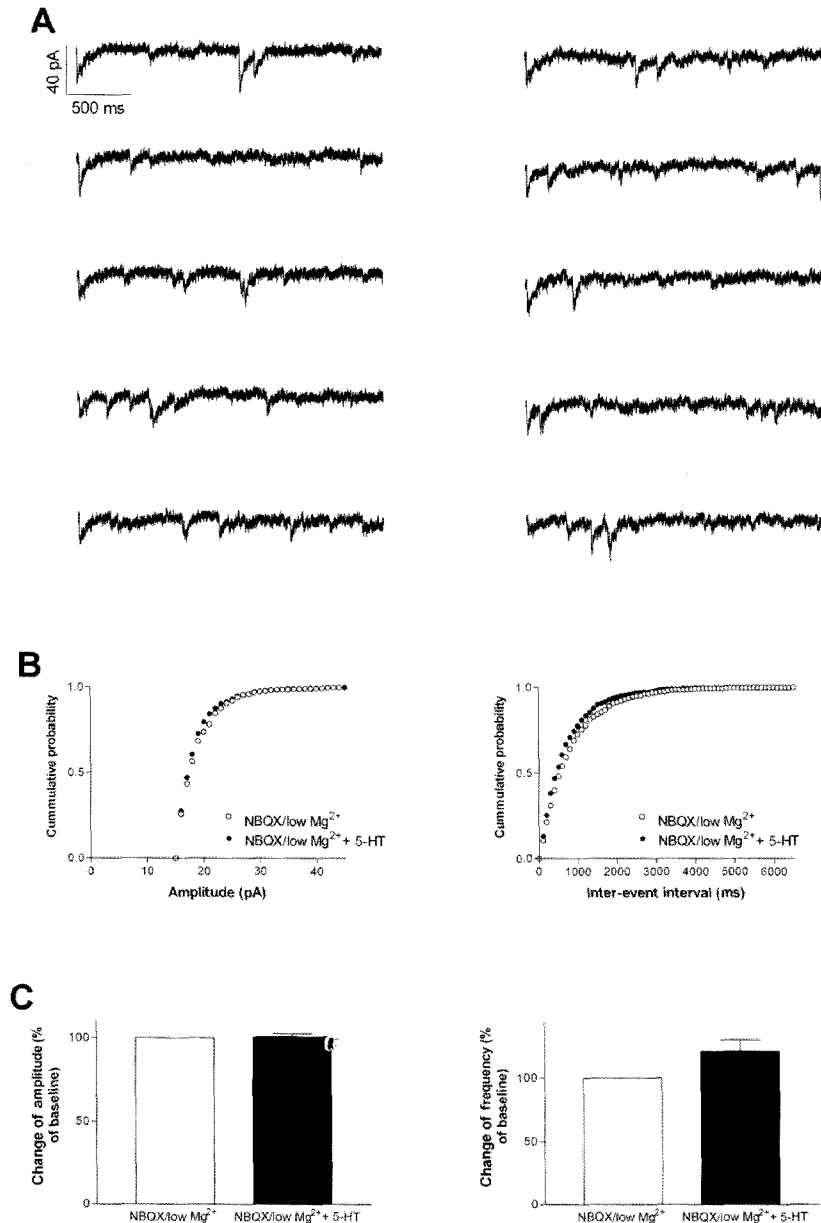 A
40 pA
500 ms
B
Cummulative probability
1.0
0.5
0.0
NBQX/low Mg2+
NBQX/low Mg2+ + 5-HT
0 10 20 30 40
Amplitude (pA)
Cummulative probability
1.0
0.5
0.0
NBQX/low Mg2+
NBQX/low Mg2+ + 5-HT
0 1000 2000 3000 4000 5000 6000
Inter-event interval (ms)
C
Change of amplitude (%
of baseline)
100
50
0
NBQX/low Mg2+ NBQX/low Mg2+ + 5-HT
Change of frequency (%
of baseline)
100
50
0
NBQX/low Mg2+ NBQX/low Mg2+ + 5-HT